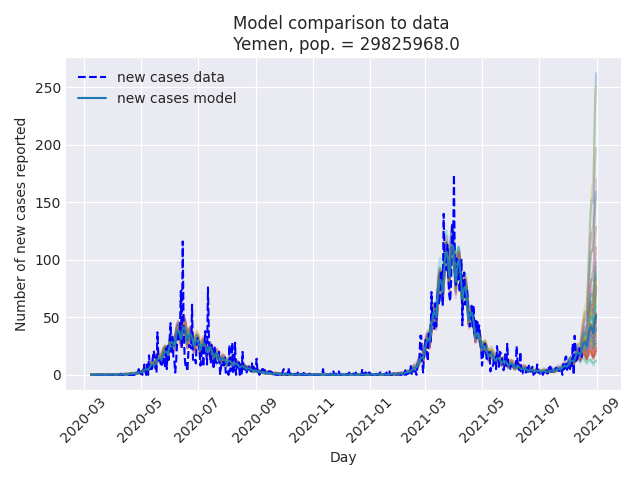 Model comparison to data
Yemen, pop. = 29825968.0
new cases data
new cases model
Number of new cases reported
250
200
150
100
50
0
2020-03
2020-05
2020-07
2020-09
2020-11
2021-01
2021-03
2021-05
2021-07
2021-09
Day